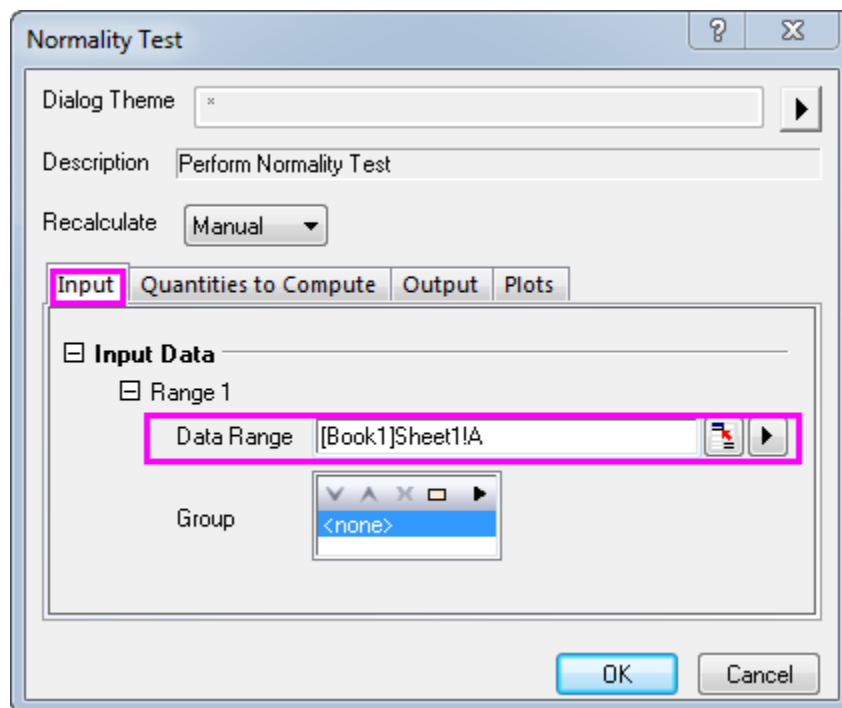 Normality Test
Dialog Theme *
Description Perform Normality Test
Recalculate Manual
Input Quantities to Compute Output Plots
Input Data
Range 1
Data Range [Book1]Sheet1!A
Group <none>
OK Cancel